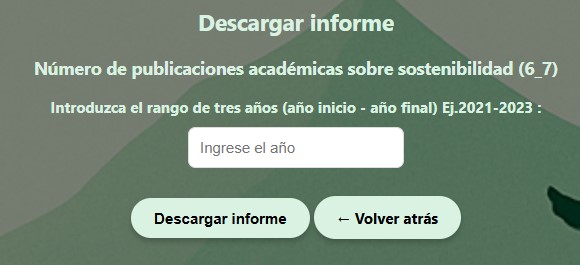 Descargar informe
Número de publicaciones académicas sobre sostenibilidad (6_7)
Introduzca el rango de tres años (año inicio - año final) Ej.2021-2023 :
Ingrese el año
Descargar informe
← Volver atrás